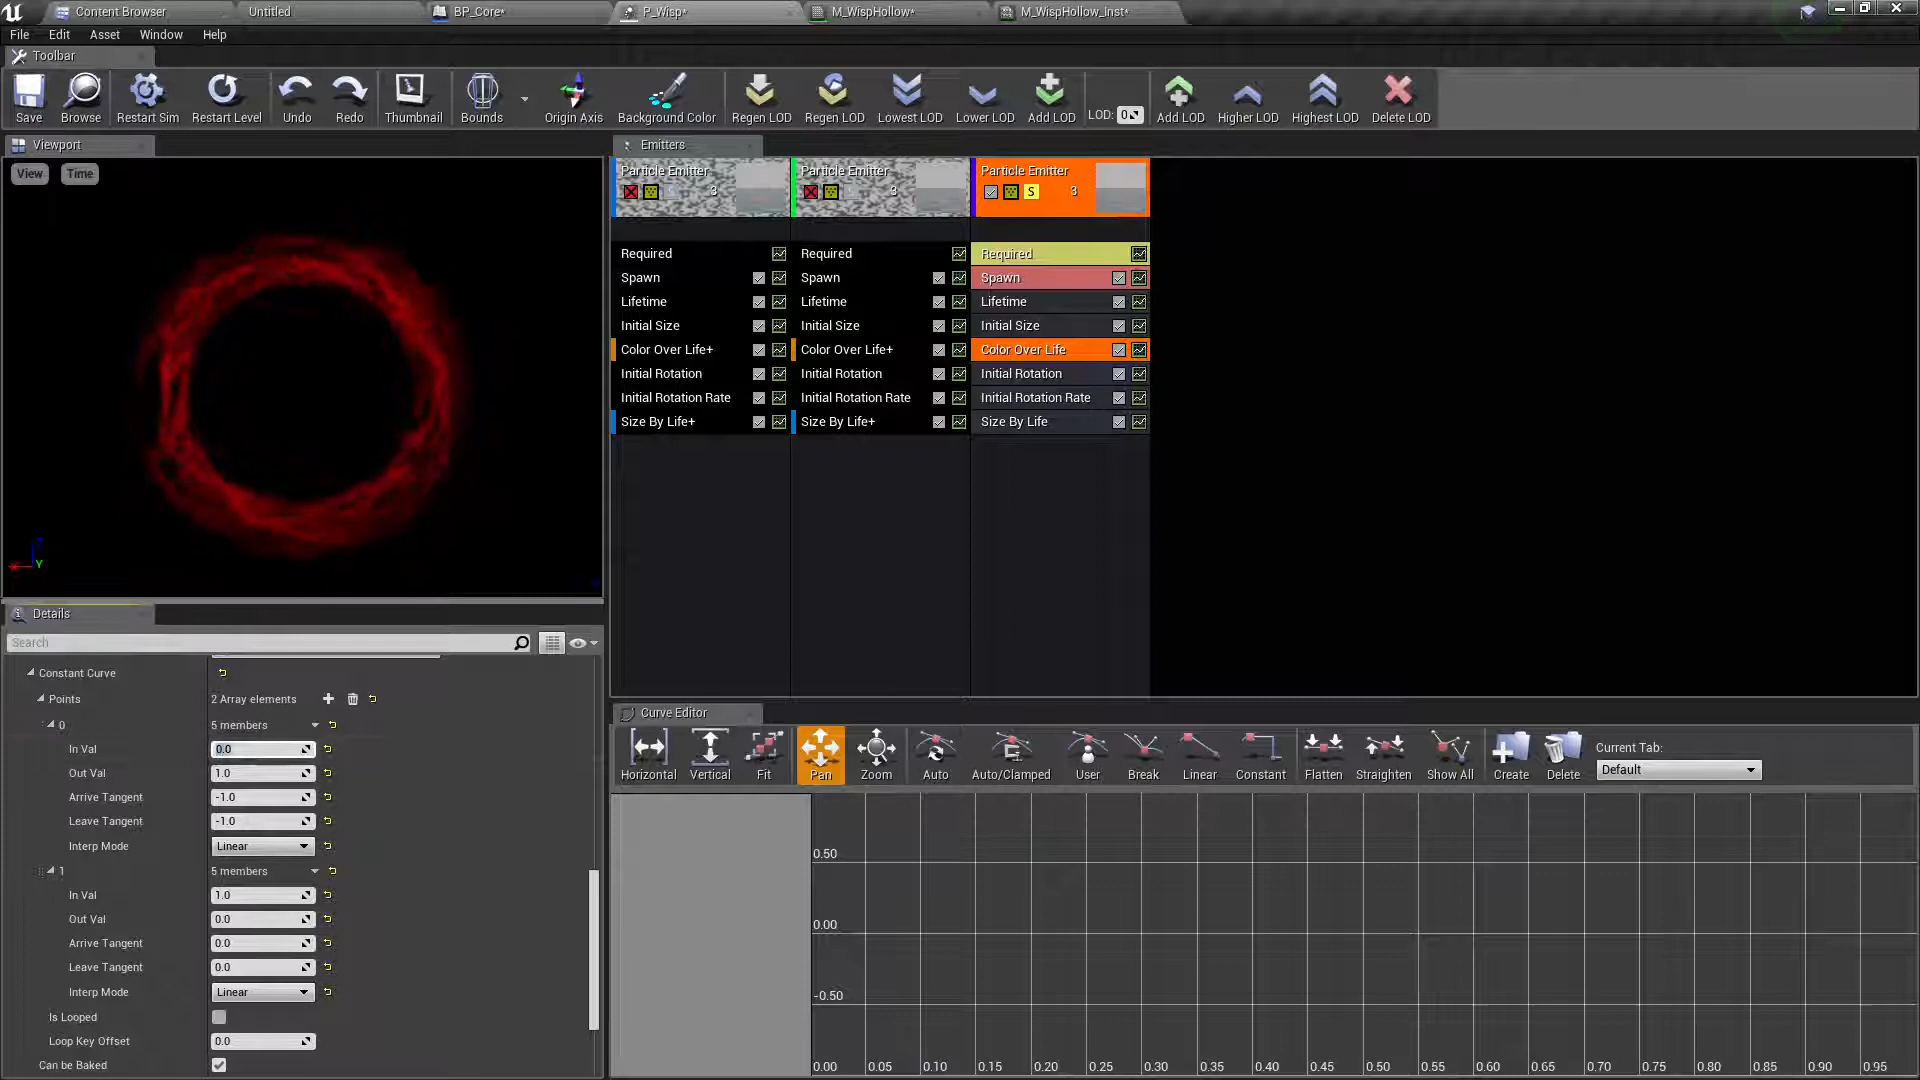 Content Browser
Untitled
BP_Core*
P_Wisp*
M_WispHollow*
M_WispHollow_Inst*
File Edit Asset Window Help
Toolbar
Save
Browse
Restart Sim
Restart Level
Undo
Redo
Thumbnail
Bounds
Origin Axis
Background Color
Regen LOD
Regen LOD
Lowest LOD
Lower LOD
Add LOD
LOD: 0
Add LOD
Higher LOD
Highest LOD
Delete LOD
Viewport
View
Time
Y
Emitters
Particle Emitter
3
Required
Spawn
Lifetime
Initial Size
Color Over Life+
Initial Rotation
Initial Rotation Rate
Size By Life+
Particle Emitter
3
Required
Spawn
Lifetime
Initial Size
Color Over Life+
Initial Rotation
Initial Rotation Rate
Size By Life+
Particle Emitter
S 3
Required
Spawn
Lifetime
Initial Size
Color Over Life
Initial Rotation
Initial Rotation Rate
Size By Life
Details
Search
Constant Curve
Points 2 Array elements
0 5 members
In Val 0.0
Out Val 1.0
Arrive Tangent -1.0
Leave Tangent -1.0
Interp Mode Linear
1 5 members
In Val 1.0
Out Val 0.0
Arrive Tangent 0.0
Leave Tangent 0.0
Interp Mode Linear
Is Looped
Loop Key Offset 0.0
Can be Baked
Curve Editor
Horizontal
Vertical
Fit
Pan
Zoom
Auto
Auto/Clamped
User
Break
Linear
Constant
Flatten
Straighten
Show All
Create
Delete
Current Tab:
Default
0.50
0.00
-0.50
0.00 0.05 0.10 0.15 0.20 0.25 0.30 0.35 0.40 0.45 0.50 0.55 0.60 0.65 0.70 0.75 0.80 0.85 0.90 0.95